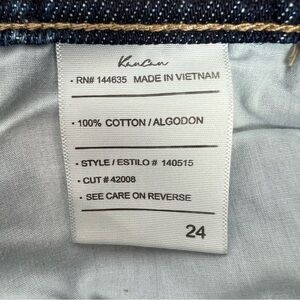 KanCan
· RN# 144635 MADE IN VIETNAM
· 100% COTTON / ALGODON
· STYLE / ESTILO # 140515
· CUT # 42008
· SEE CARE ON REVERSE
24